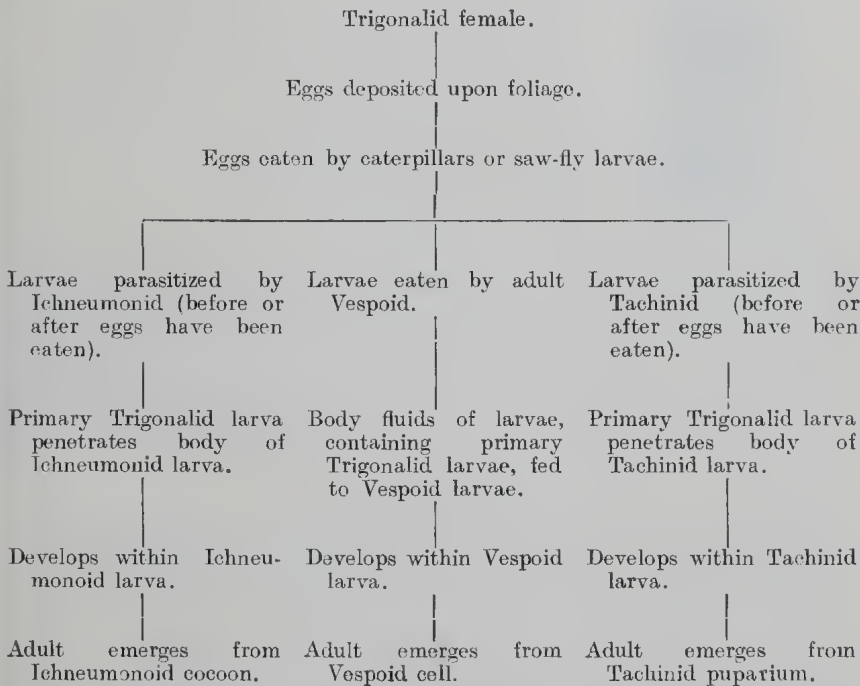 Trigonalid female.
Eggs deposited upon foliage.
Eggs eaten by caterpillars or saw-fly larvae.
Larvae parasitized by
Ichneumonid (before or
after eggs have been
eaten).
Larvae eaten by adult
Vespoid.
Larvae parasitized by
Tachinid (before or
after eggs have been
eaten).
Primary Trigonalid larva
penetrates body of
Ichneumonid larva.
Body fluids of larvae,
containing primary
Trigonalid larvae, fed
to Vespoid larvae.
Primary Trigonalid larva
penetrates body of
Tachinid larva.
Develops within Ichneu-
monoid larva.
Develops within Vespoid
larva.
Develops within Tachinid
larva.
Adult emerges from
Ichneumonoid cocoon.
Adult emerges from
Vespoid cell.
Adult emerges from
Tachinid puparium.